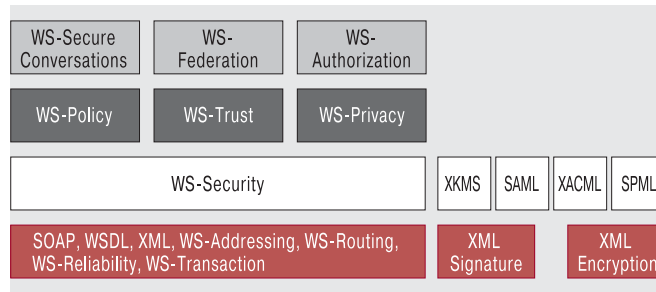 WS-Secure
Conversations
WS-
Federation
WS-
Authorization
WS-Policy
WS-Trust
WS-Privacy
WS-Security
XKMS
SAML
XACML
SPML
SOAP, WSDL, XML, WS-Addressing, WS-Routing,
WS-Reliability, WS-Transaction
XML
Signature
XML
Encryption